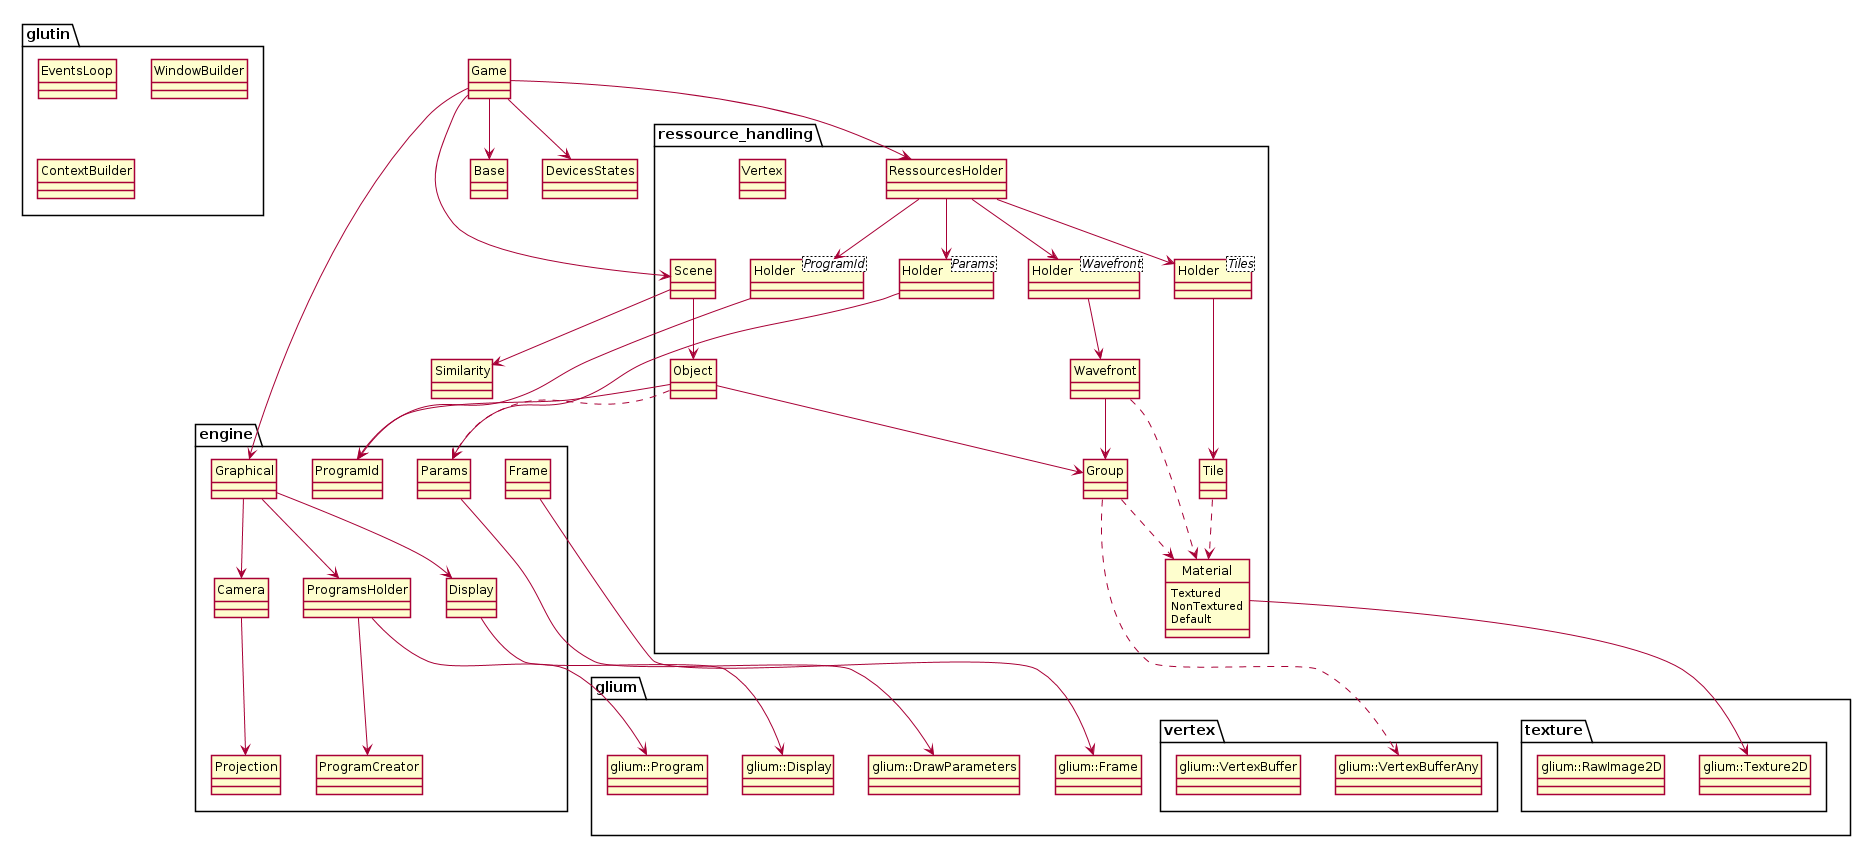 glutin
EventsLoop
WindowBuilder
ContextBuilder
Game
Base
DevicesStates
ressource_handling
Vertex
RessourcesHolder
Scene
Holder
ProgramId
Holder
Params
Holder
Wavefront
Holder
Tiles
Similarity
Object
Wavefront
Group
Tile
Material
Textured
NonTextured
Default
engine
Graphical
ProgramId
Params
Frame
Camera
ProgramsHolder
Display
Projection
ProgramCreator
glium
glium::Program
glium::Display
glium::DrawParameters
glium::Frame
vertex
glium::VertexBuffer
glium::VertexBufferAny
texture
glium::RawImage2D
glium::Texture2D